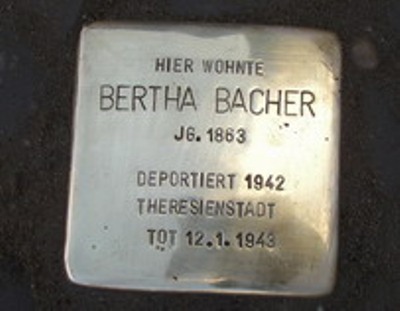 HIER WOHNTE
BERTHA BACHER
JG. 1863
DEPORTIERT 1942
THERESIENSTADT
TOT 12.1.1943